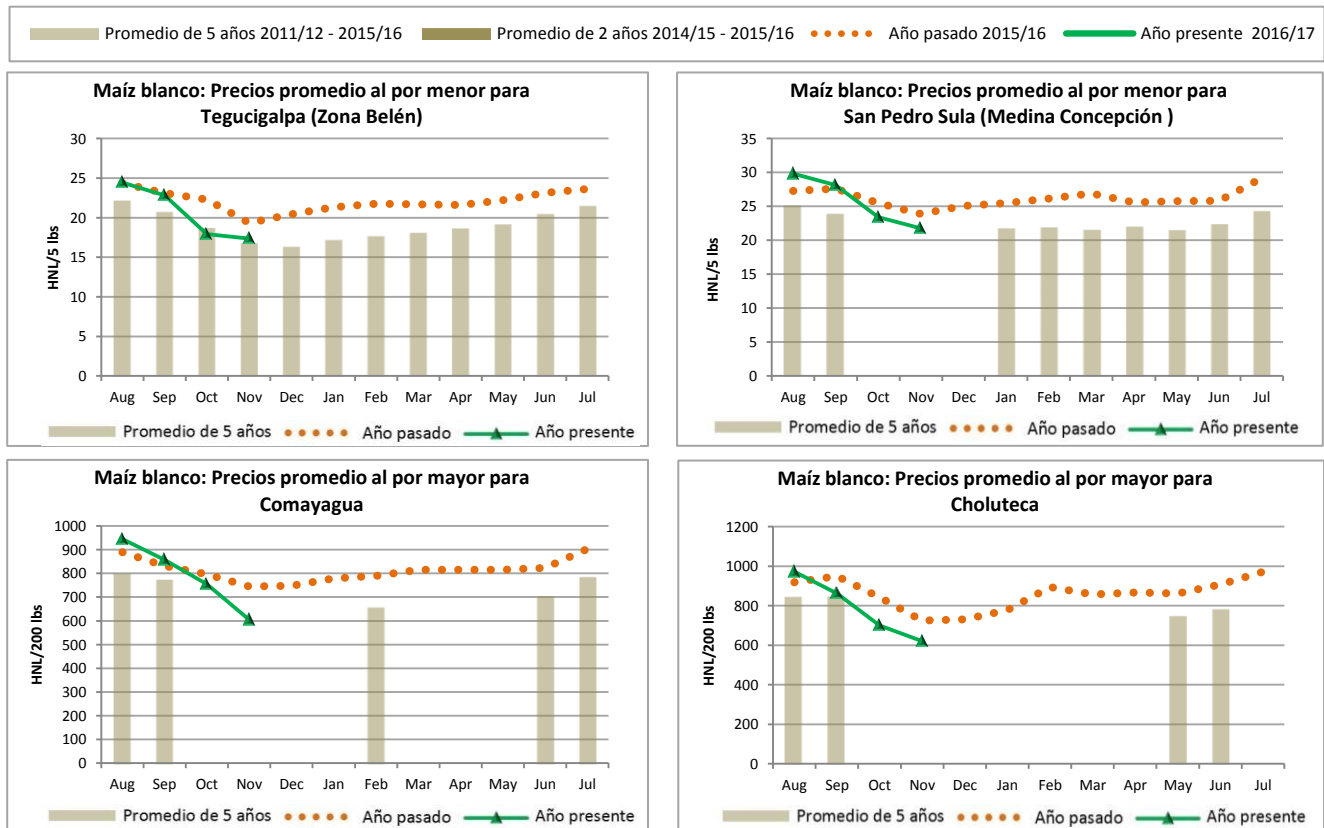 Promedio de 5 años 2011/12 - 2015/16 Promedio de 2 años 2014/15 - 2015/16 Año pasado 2015/16 Año presente 2016/17
Maíz blanco: Precios promedio al por menor para
Tegucigalpa (Zona Belén)
HNL/5 lbs
30
25
20
15
10
5
0
Aug Sep Oct Nov Dec Jan Feb Mar Apr May Jun Jul
Promedio de 5 años Año pasado Año presente
Maíz blanco: Precios promedio al por menor para
San Pedro Sula (Medina Concepción )
HNL/5 lbs
35
30
25
20
15
10
5
0
Aug Sep Oct Nov Dec Jan Feb Mar Apr May Jun Jul
Promedio de 5 años Año pasado Año presente
Maíz blanco: Precios promedio al por mayor para
Comayagua
HNL/200 lbs
1000
900
800
700
600
500
400
300
200
100
0
Aug Sep Oct Nov Dec Jan Feb Mar Apr May Jun Jul
Promedio de 5 años Año pasado Año presente
Maíz blanco: Precios promedio al por mayor para
Choluteca
HNL/200 lbs
1200
1000
800
600
400
200
0
Aug Sep Oct Nov Dec Jan Feb Mar Apr May Jun Jul
Promedio de 5 años Año pasado Año presente